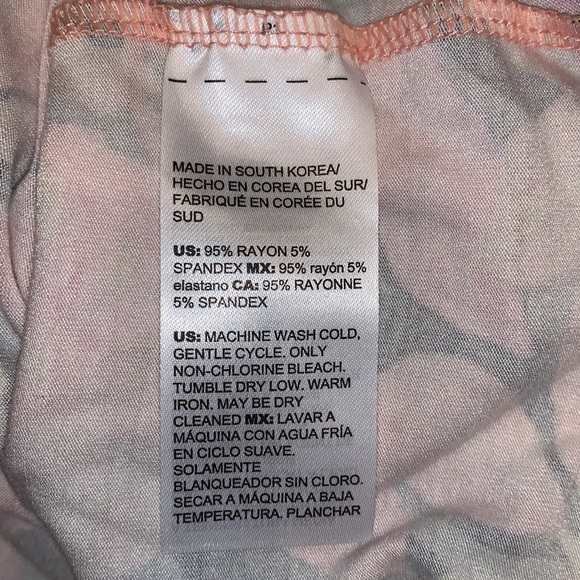 MADE IN SOUTH KOREA/
HECHO EN COREA DEL SUR/
FABRIQUÉ EN CORÉE DU
SUD
US: 95% RAYON 5%
SPANDEX MX: 95% rayón 5%
elastano CA: 95% RAYONNE
5% SPANDEX
US: MACHINE WASH COLD,
GENTLE CYCLE. ONLY
NON-CHLORINE BLEACH.
TUMBLE DRY LOW. WARM
IRON. MAY BE DRY
CLEANED MX: LAVAR A
MÁQUINA CON AGUA FRÍA
EN CICLO SUAVE.
SOLAMENTE
BLANQUEADOR SIN CLORO.
SECAR A MÁQUINA A BAJA
TEMPERATURA. PLANCHAR